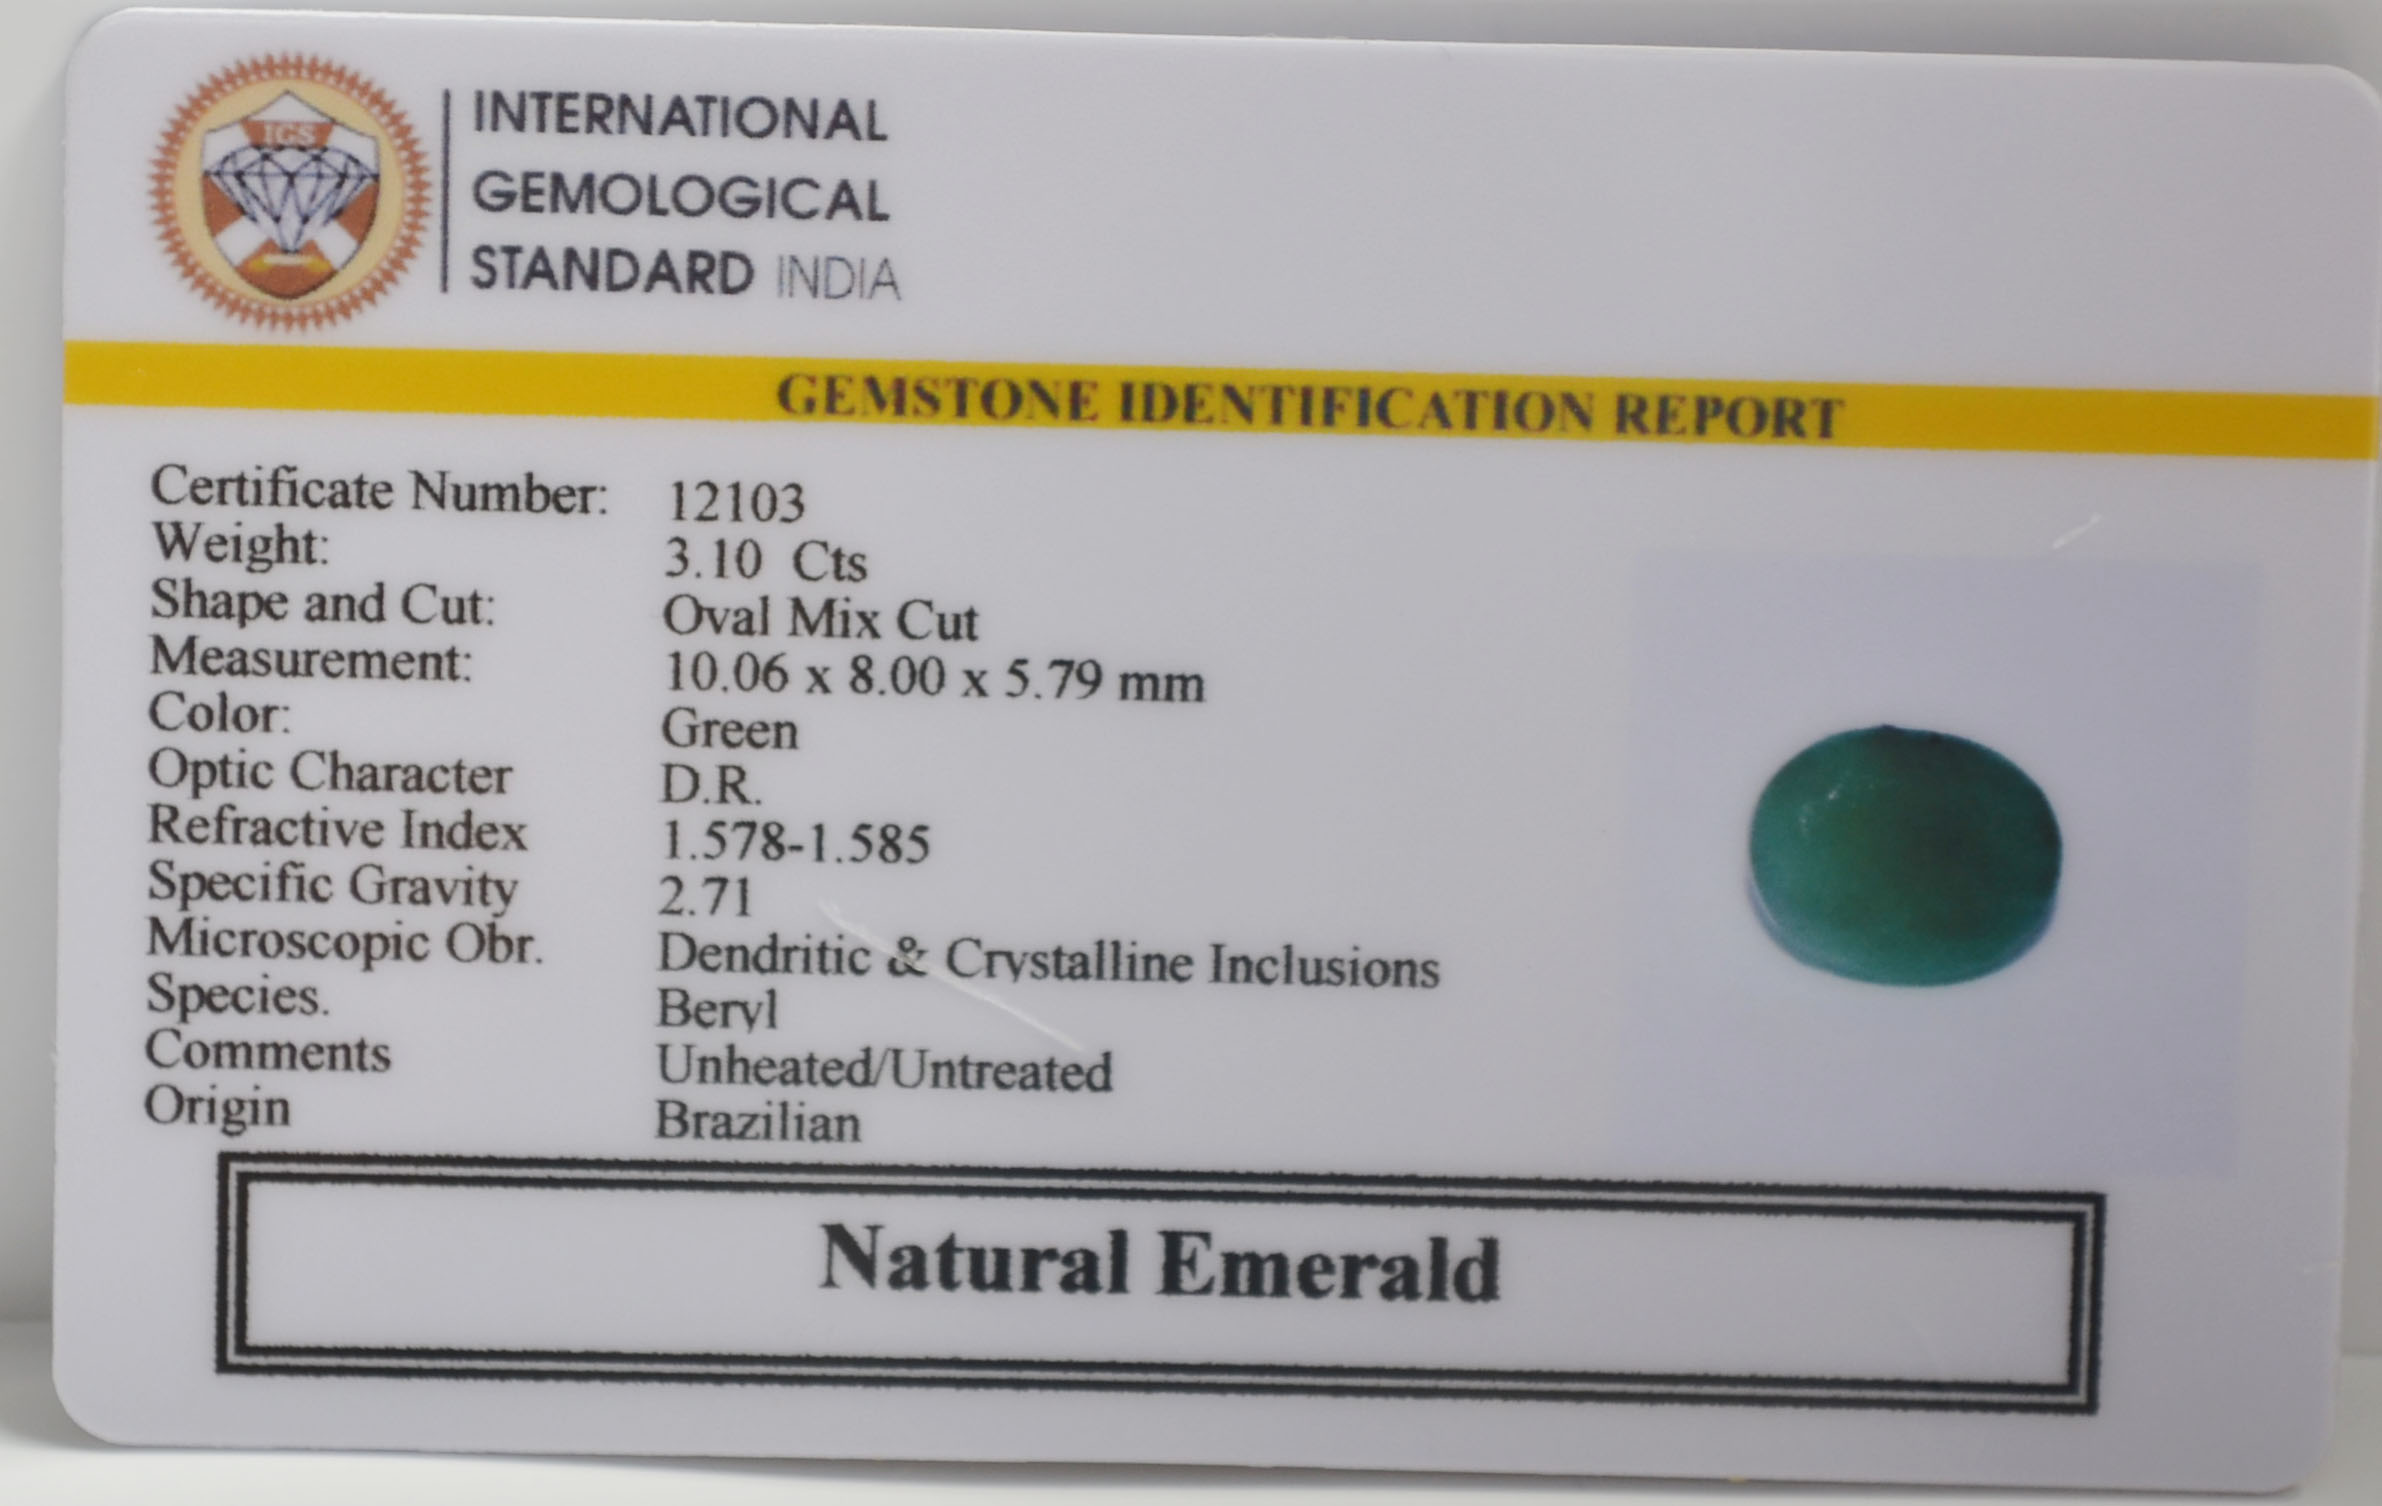 IGS
INTERNATIONAL
GEMOLOGICAL
STANDARD INDIA
GEMSTONE IDENTIFICATION REPORT
Certificate Number: 12103
Weight: 3.10 Cts
Shape and Cut: Oval Mix Cut
Measurement: 10.06 x 8.00 x 5.79 mm
Color: Green
Optic Character D.R.
Refractive Index 1.578-1.585
Specific Gravity 2.71
Microscopic Obr. Dendritic & Crystalline Inclusions
Species. Beryl
Comments Unheated/Untreated
Origin Brazilian
Natural Emerald